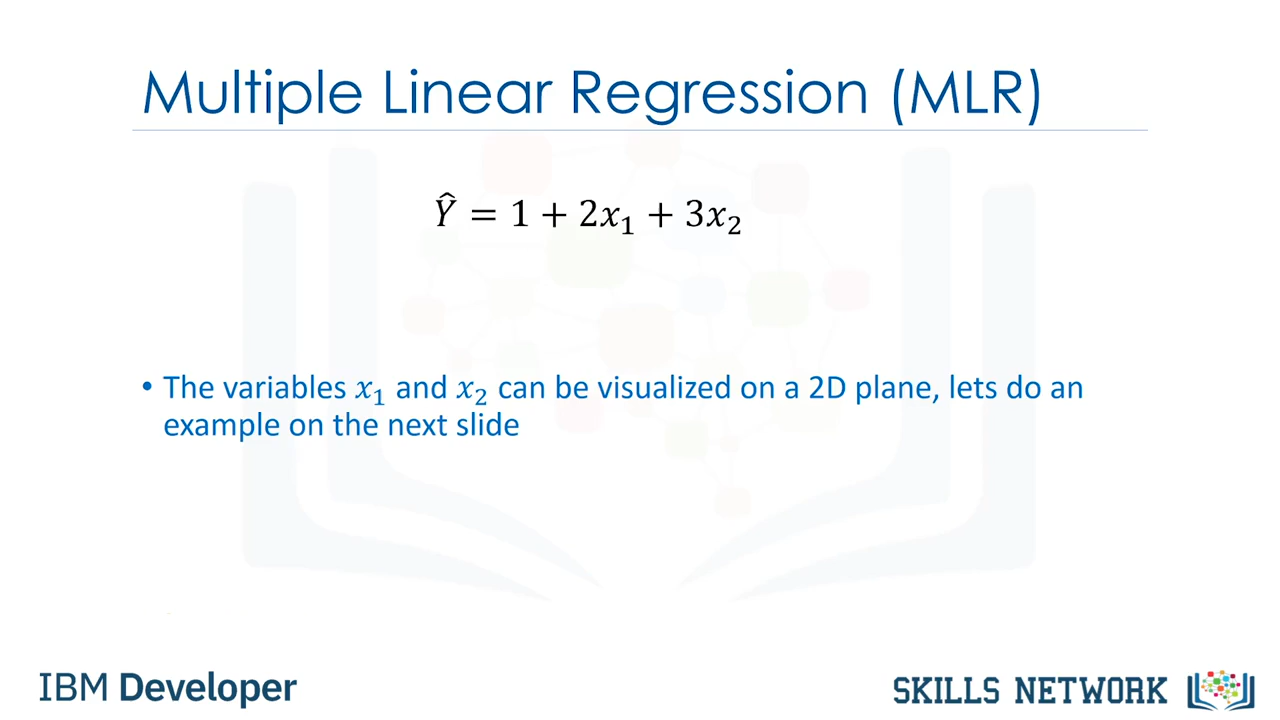 Multiple Linear Regression (MLR)
Ŷ = 1 + 2x₁ + 3x₂
• The variables x₁ and x₂ can be visualized on a 2D plane, lets do an
example on the next slide
IBM Developer
SKILLS NETWORK